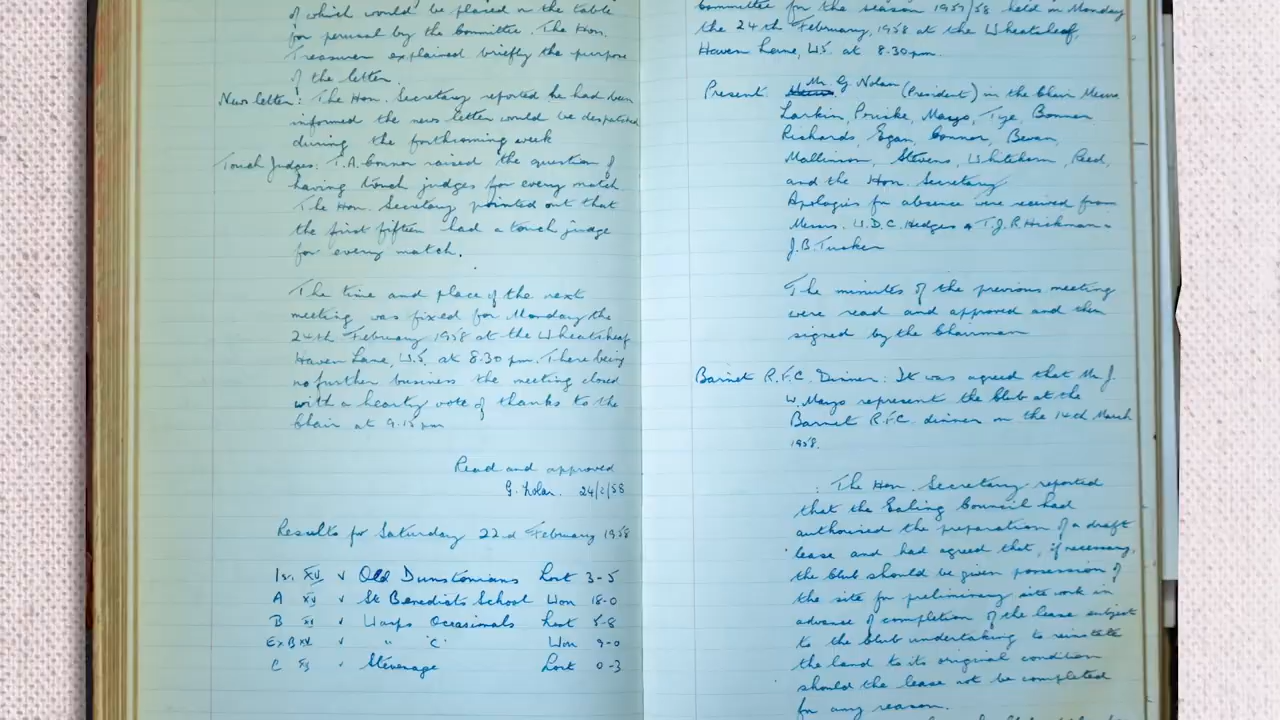 of which would be placed on the table
for perusal by the Committee. The Hon.
Treasurer explained briefly the purpose
of the letter.
News letter: The Hon. Secretary reported he had been
informed the news letter would be despatched
during the forthcoming week
Touch Judges. T.A. Connor raised the question of
having touch judges for every match
The Hon. Secretary pointed out that
the first fifteen had a touch judge
for every match.
The time and place of the next
meeting was fixed for Monday the
24th February 1958 at the Wheatsheaf
Haven Lane, W.5. at 8.30 pm. There being
no further business the meeting closed
with a hearty vote of thanks to the
Chair at 9.15 pm
Read and approved
G. Nolan. 24/2/58
Results for Saturday 22nd February 1958
1st XV v Old Dunstonians Lost 3-5
A XV v St Benedicts School Won 18-0
B XV v Wasps Occasionals Lost -8
Ex B XV v " 'C' Won 9-0
C XV v Stevenage Lost 0-3
Committee for the season 1957/58 held on Monday
the 24th February, 1958 at the Wheatsheaf
Haven Lane, W.5. at 8.30pm.
Present: Mr G Nolan (President) in the Chair Messrs
Larkin, Mayo, Tye, Bonner
Richards, Egan, Connor, Bevan,
Mallinson, Stevens, Whitehorn, Reed,
and the Hon. Secretary
Apologies for absence were received from
Messrs. W.D.C. Hedges T.J.R Hickman
J.B. Tucker
The minutes of the previous meeting
were read and approved and then
signed by the Chairman
Barnet R.F.C. Dinner: It was agreed that Mr J.
W. Mayo represent the Club at the
Barnet R.F.C. dinner on the 14th March
1958.
The Hon. Secretary reported
that the Ealing Council had
authorised the preparation of a draft
lease and had agreed that, if necessary,
the Club should be given possession of
the site for preliminary site work in
advance of completion of the lease subject
to the Club undertaking to reinstate
the land to its original condition
should the lease not be completed
for any reason.